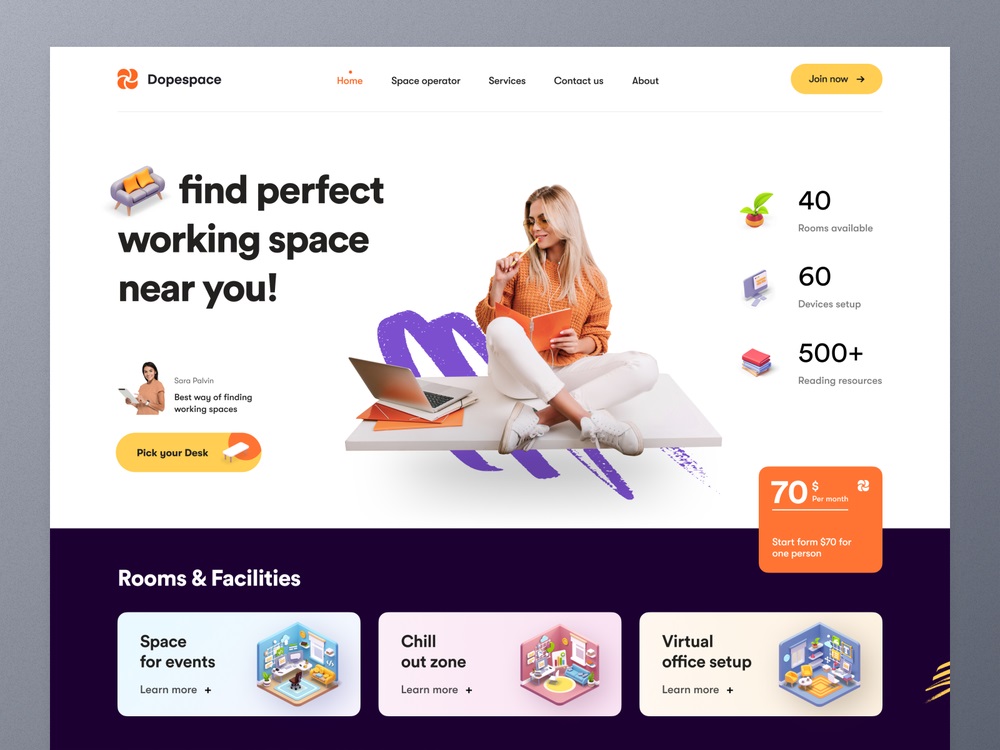 Dopespace
Home
Space operator
Services
Contact us
About
Join now
find perfect
working space
near you!
40
Rooms available
60
Devices setup
500+
Reading resources
Sara Palvin
Best way of finding
working spaces
Pick your Desk
70 $
Per month
Start form $70 for
one person
Rooms & Facilities
Space
for events
Learn more +
Chill
out zone
Learn more +
Virtual
office setup
Learn more +